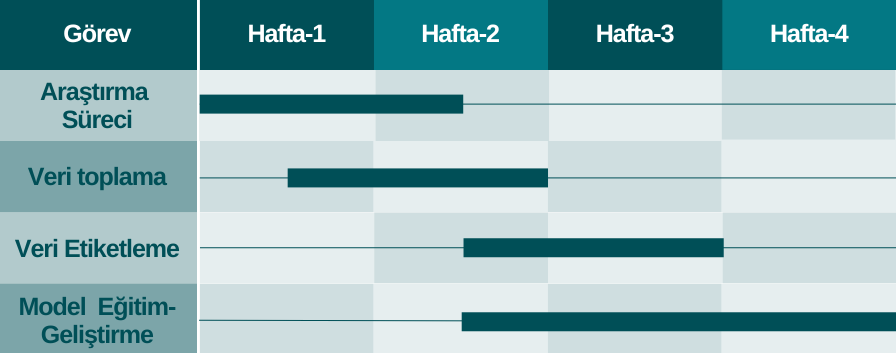 Görev Hafta-1 Hafta-2 Hafta-3 Hafta-4
Araştırma
Süreci
Veri toplama
Veri Etiketleme
Model  Eğitim-
Geliştirme